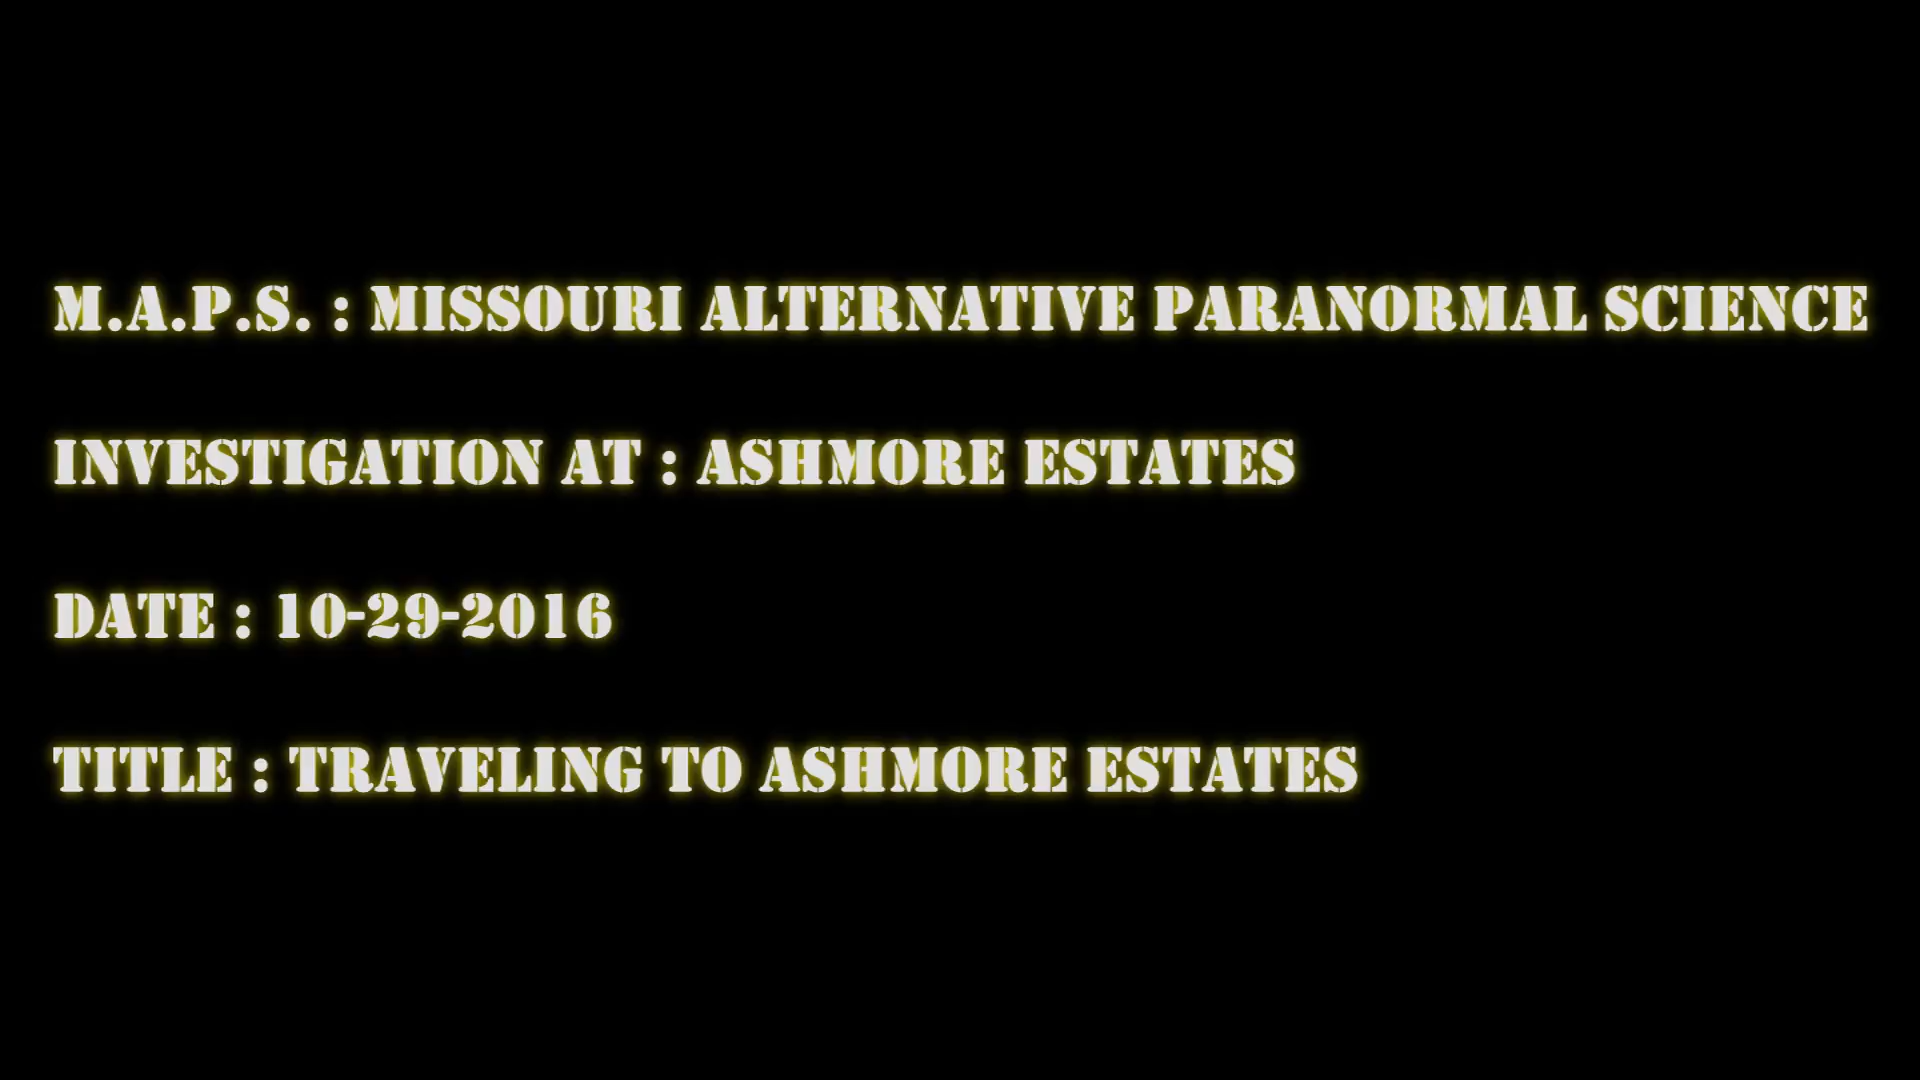 M.A.P.S. : MISSOURI ALTERNATIVE PARANORMAL SCIENCE
INVESTIGATION AT : ASHMORE ESTATES
DATE : 10-29-2016
TITLE : TRAVELING TO ASHMORE ESTATES